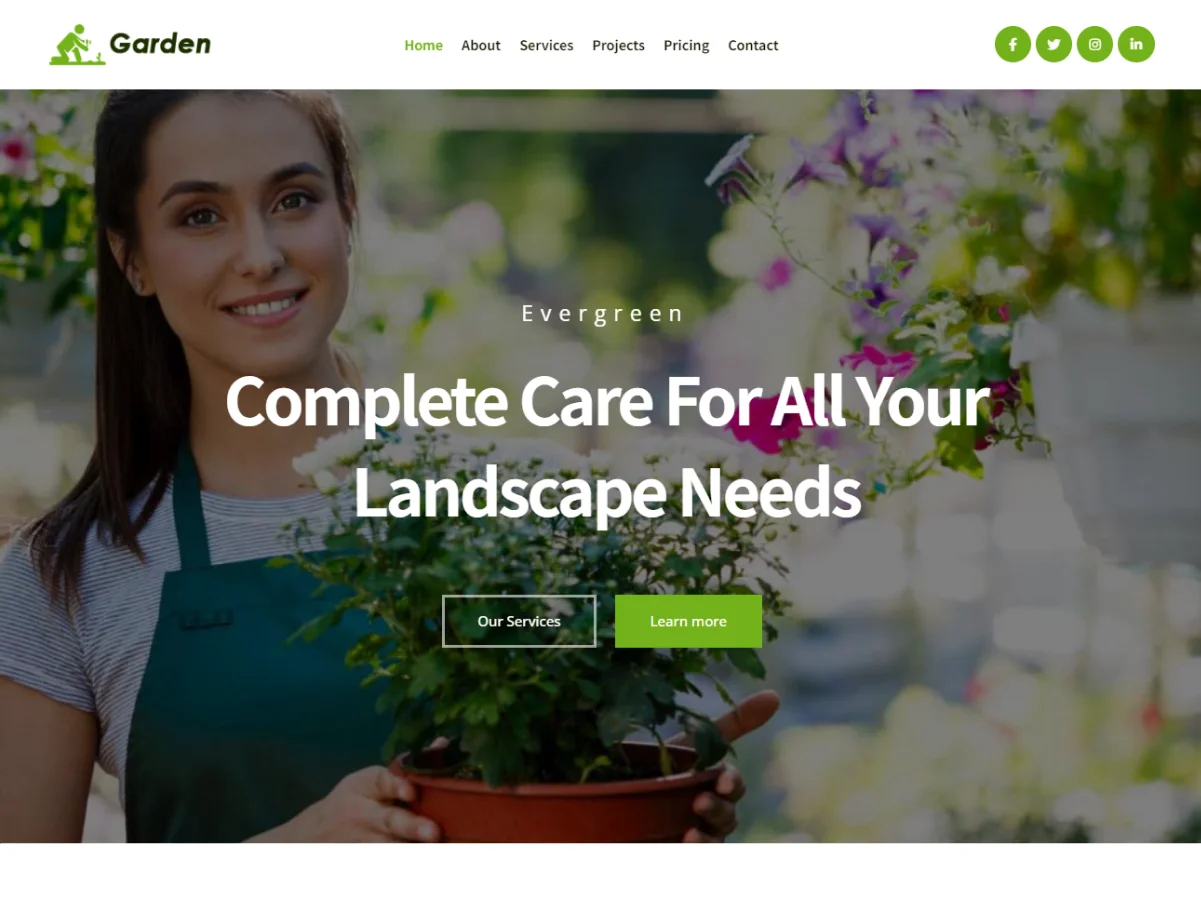 Garden
Home About Services Projects Pricing Contact
Evergreen
Complete Care For All Your
Landscape Needs
Our Services Learn more